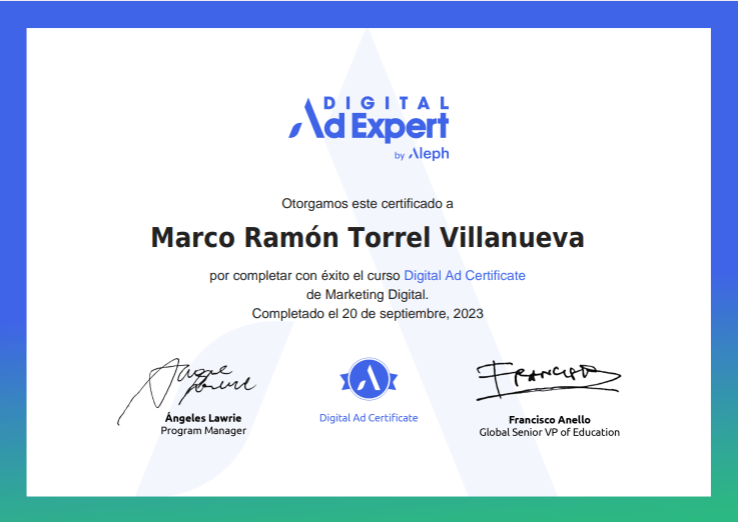 DIGITAL
Ad Expert
by Aleph
Otorgamos este certificado a
Marco Ramón Torrel Villanueva
por completar con éxito el curso Digital Ad Certificate
de Marketing Digital.
Completado el 20 de septiembre, 2023
Francisco
Ángeles Lawrie
Program Manager
Digital Ad Certificate
Francisco Anello
Global Senior VP of Education